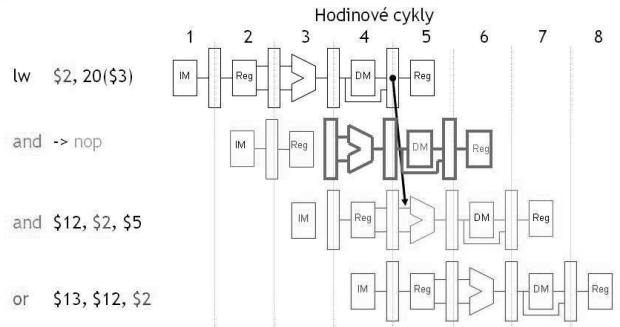 Hodinové cykly
1 2 3 4 5 6 7 8
lw $2, 20($3) IM Reg DM Reg
and -> nop IM Reg DM Reg
and $12, $2, $5 IM Reg DM Reg
or $13, $12, $2 IM Reg DM Reg